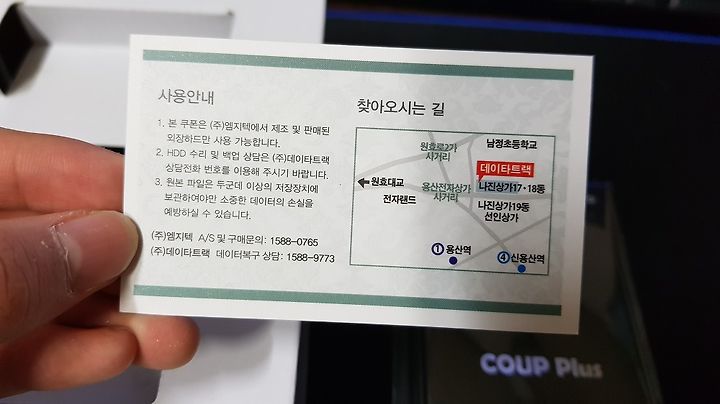 사용안내
1. 본 쿠폰은 (주)엠지텍에서 제조 및 판매된
외장하드만 사용 가능합니다.
2. HDD 수리 및 백업 상담은 (주)데이타트랙
상담전화 번호를 이용해 주시기 바랍니다.
3. 원본 파일은 두군데 이상의 저장장치에
보관하여야만 소중한 데이터의 손실을
예방하실 수 있습니다.
(주)엠지텍 A/S 및 구매문의: 1588-0765
(주)데이타트랙 데이터복구 상담: 1588-9773
찾아오시는 길
원효로2가
사거리
남정초등학교
데이타트랙
나진상가17·18동
원효대교
용산전자상가
사거리
전자랜드
나진상가19동
선인상가
1 용산역
4 신용산역
COUP Plus